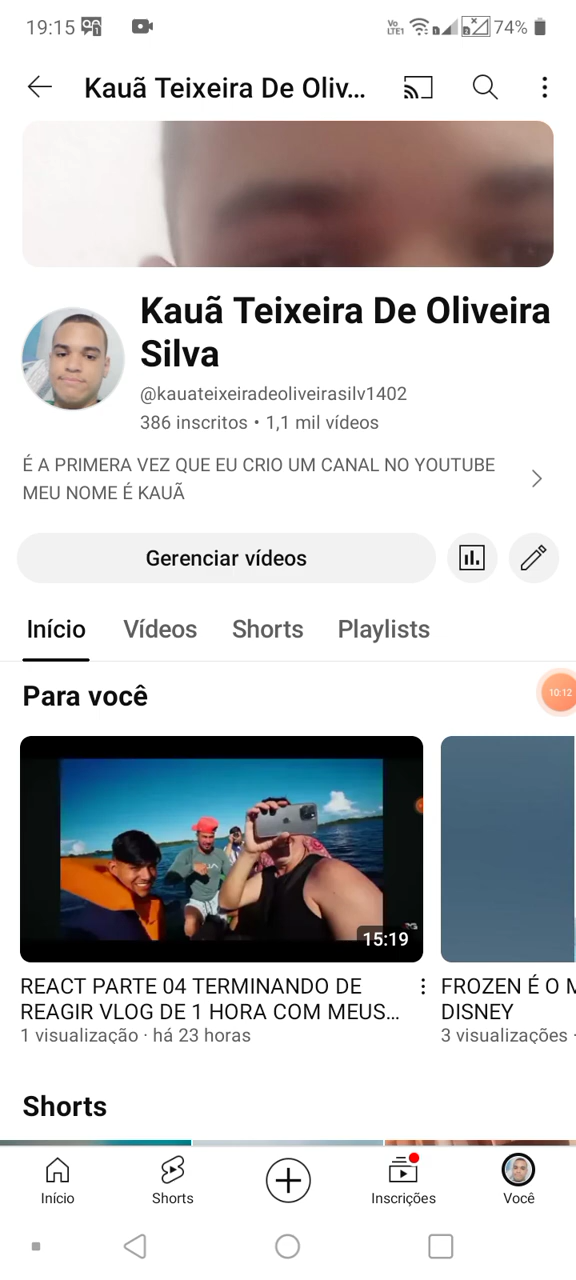 19:15
Vo
LTE1
74%
Kauã Teixeira De Oliv...
Kauã Teixeira De Oliveira
Silva
@kauateixeiradeoliveirasilv1402
386 inscritos • 1,1 mil vídeos
É A PRIMERA VEZ QUE EU CRIO UM CANAL NO YOUTUBE
MEU NOME É KAUÃ
Gerenciar vídeos
Início Vídeos Shorts Playlists
Para você
10:12
15:19
REACT PARTE 04 TERMINANDO DE
REAGIR VLOG DE 1 HORA COM MEUS...
1 visualização · há 23 horas
FROZEN É O M
DISNEY
3 visualizações ·
Shorts
Início Shorts Inscrições Você